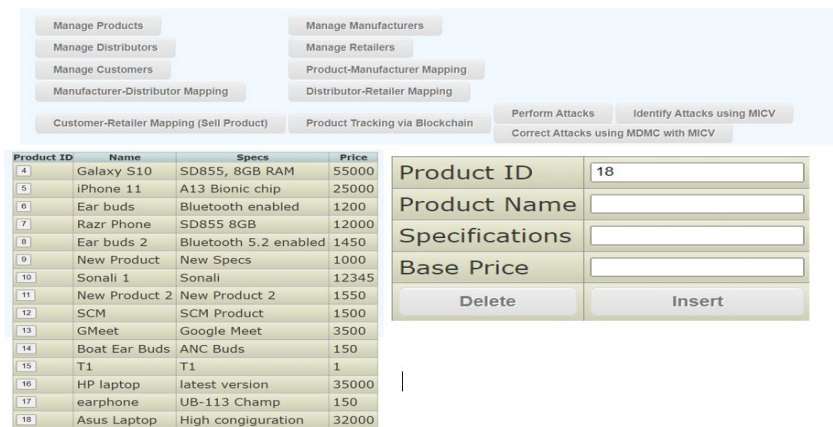 Manage Products Manage Manufacturers
Manage Distributors Manage Retailers
Manage Customers Product-Manufacturer Mapping
Manufacturer-Distributor Mapping Distributor-Retailer Mapping
Customer-Retailer Mapping (Sell Product) Product Tracking via Blockchain
Perform Attacks Identify Attacks using MICV
Correct Attacks using MDMC with MICV
Product ID Name Specs Price
4 Galaxy S10 SD855, 8GB RAM 55000
5 iPhone 11 A13 Bionic chip 25000
6 Ear buds Bluetooth enabled 1200
7 Razr Phone SD855 8GB 12000
8 Ear buds 2 Bluetooth 5.2 enabled 1450
9 New Product New Specs 1000
10 Sonali 1 Sonali 12345
11 New Product 2 New Product 2 1550
12 SCM SCM Product 1500
13 GMeet Google Meet 3500
14 Boat Ear Buds ANC Buds 150
15 T1 T1 1
16 HP laptop latest version 35000
17 earphone UB-113 Champ 150
18 Asus Laptop High congiguration 32000
Product ID 18
Product Name
Specifications
Base Price
Delete Insert